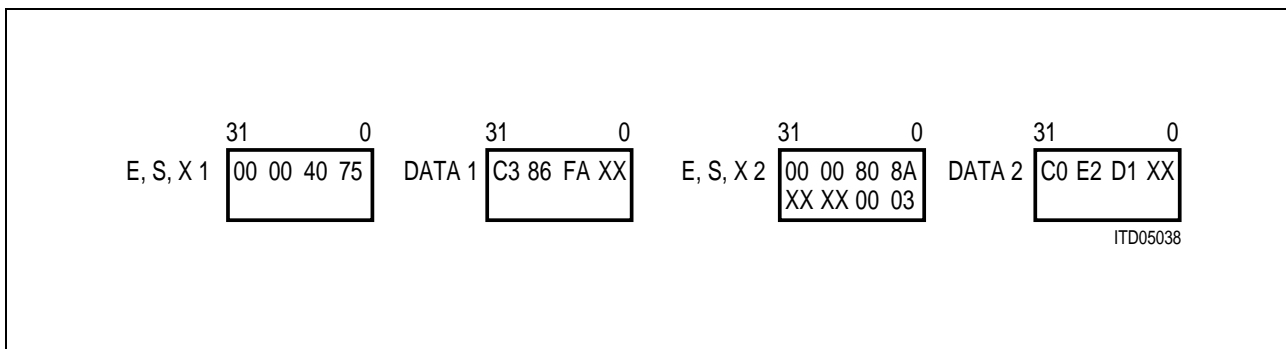 31 0 31 0 31 0 31 0
E, S, X 1 00 00 40 75 DATA 1 C3 86 FA XX E, S, X 2 00 00 80 8A DATA 2 C0 E2 D1 XX
XX XX 00 03
ITD05038